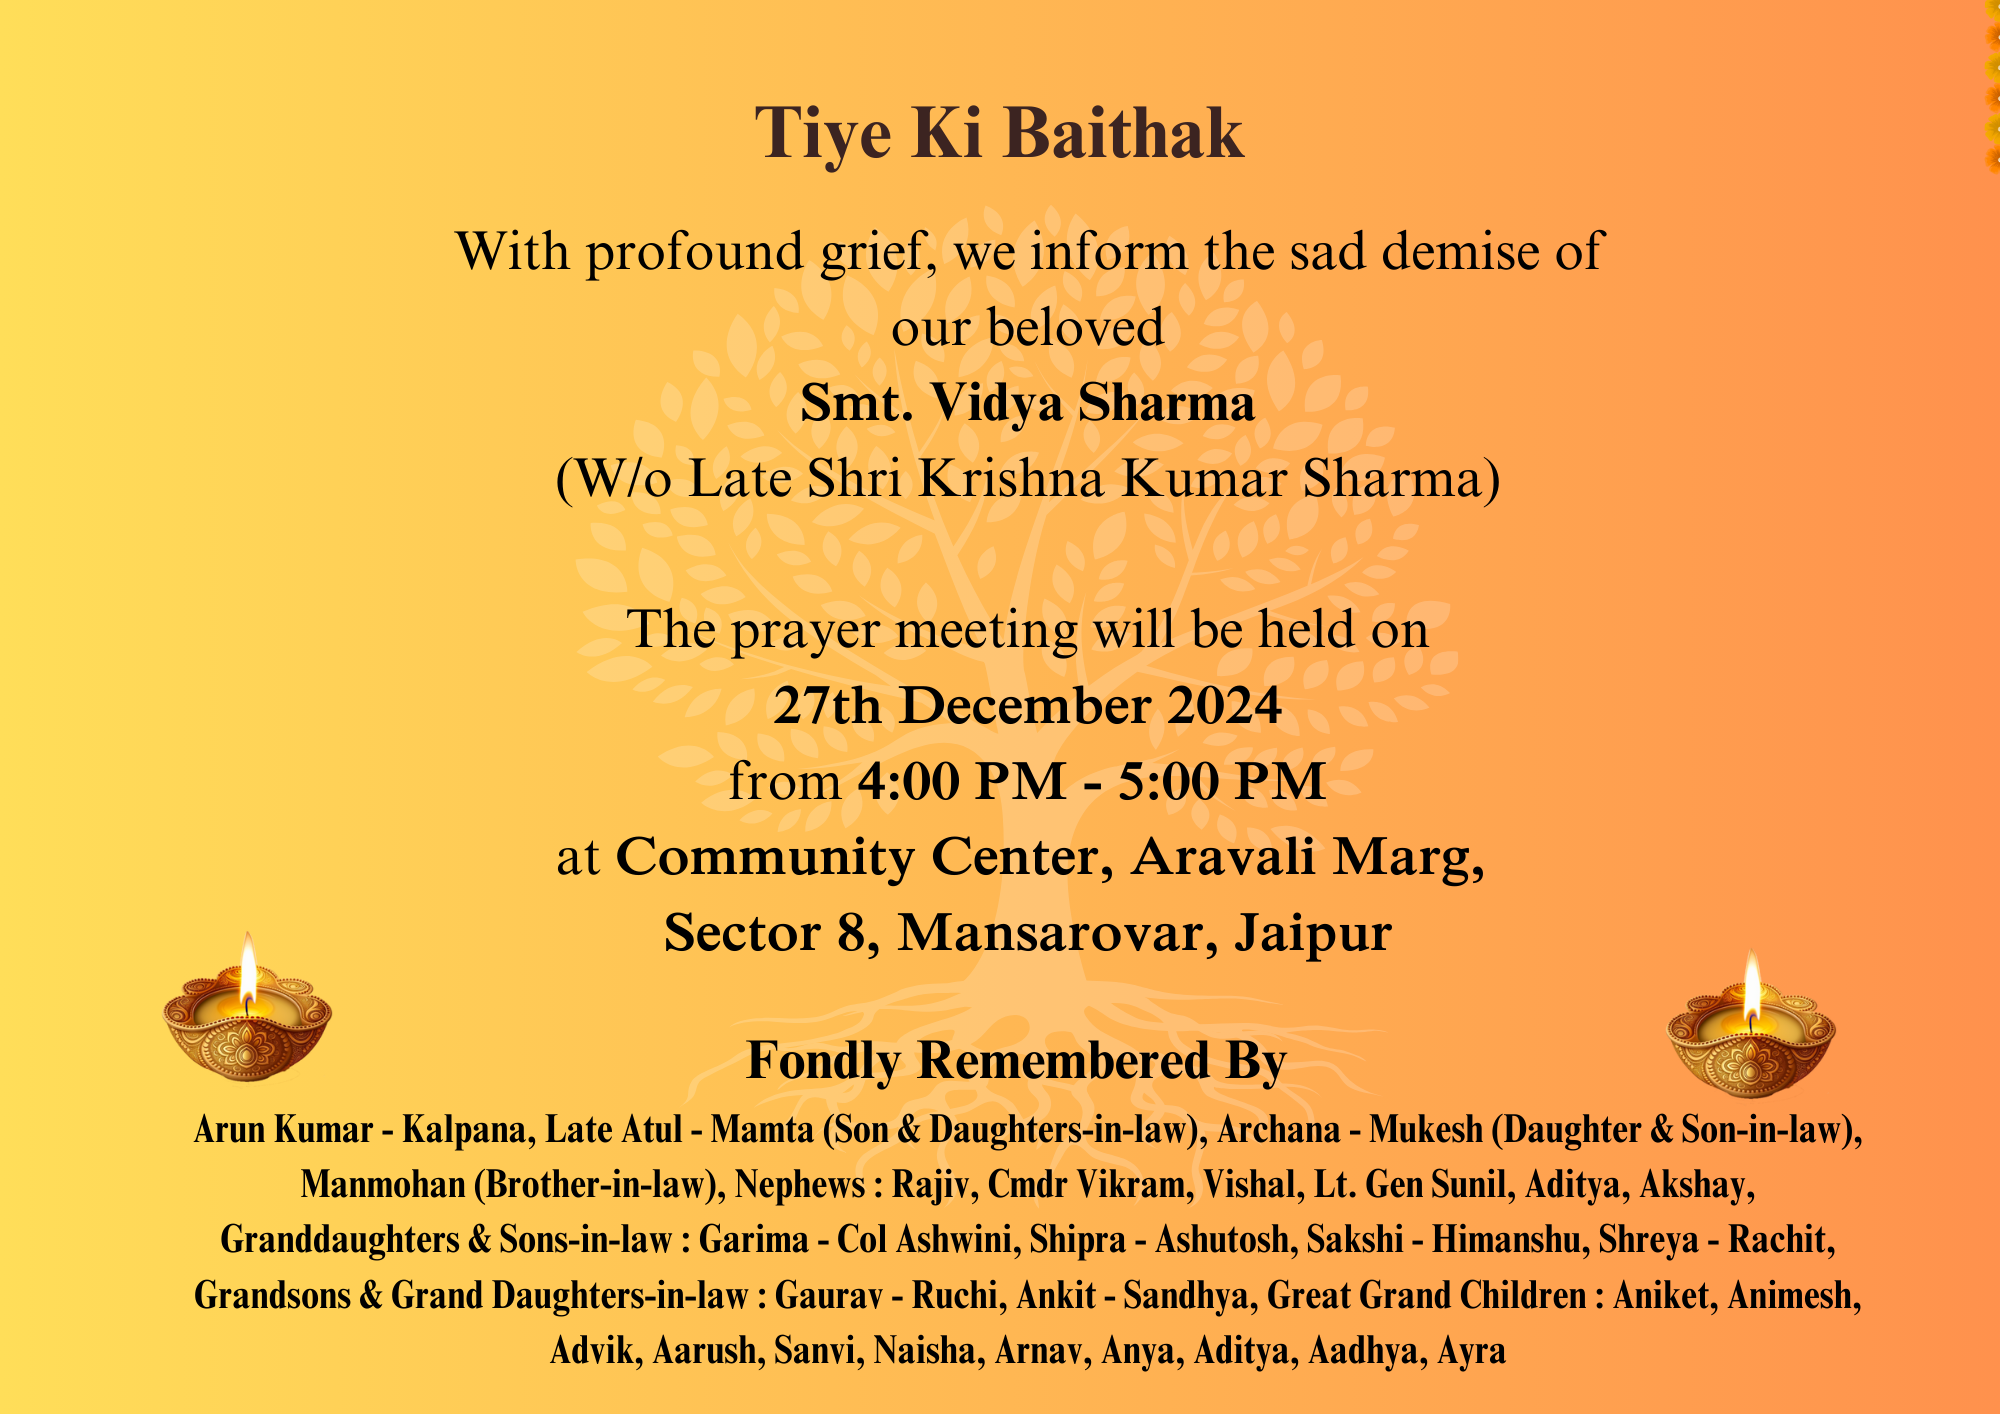 Tiye Ki Baithak
With profound grief, we inform the sad demise of
our beloved
Smt. Vidya Sharma
(W/o Late Shri Krishna Kumar Sharma)
The prayer meeting will be held on
27th December 2024
from 4:00 PM - 5:00 PM
at Community Center, Aravali Marg,
Sector 8, Mansarovar, Jaipur
Fondly Remembered By
Arun Kumar - Kalpana, Late Atul - Mamta (Son & Daughters-in-law), Archana - Mukesh (Daughter & Son-in-law),
Manmohan (Brother-in-law), Nephews : Rajiv, Cmdr Vikram, Vishal, Lt. Gen Sunil, Aditya, Akshay,
Granddaughters & Sons-in-law : Garima - Col Ashwini, Shipra - Ashutosh, Sakshi - Himanshu, Shreya - Rachit,
Grandsons & Grand Daughters-in-law : Gaurav - Ruchi, Ankit - Sandhya, Great Grand Children : Aniket, Animesh,
Advik, Aarush, Sanvi, Naisha, Arnav, Anya, Aditya, Aadhya, Ayra